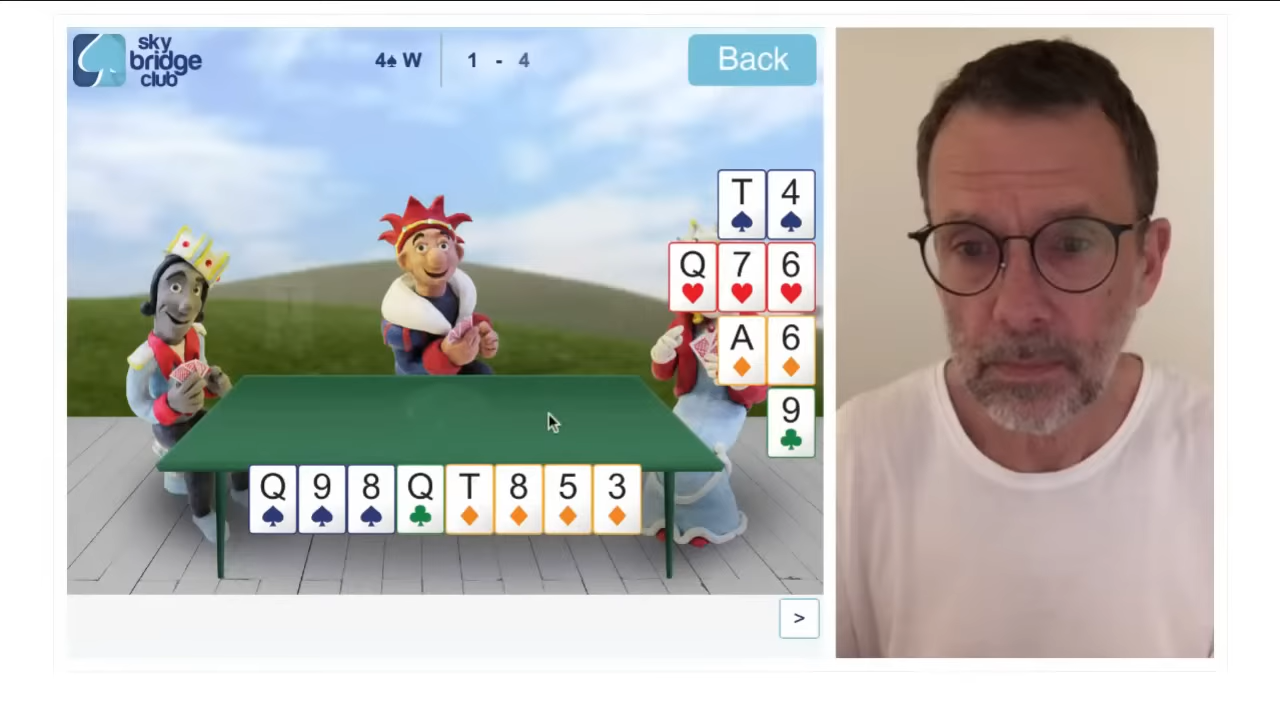 sky
bridge
club
4♠ W
1 - 4
Back
T 4
Q 7 6
A 6
9
Q 9 8 Q T 8 5 3
>